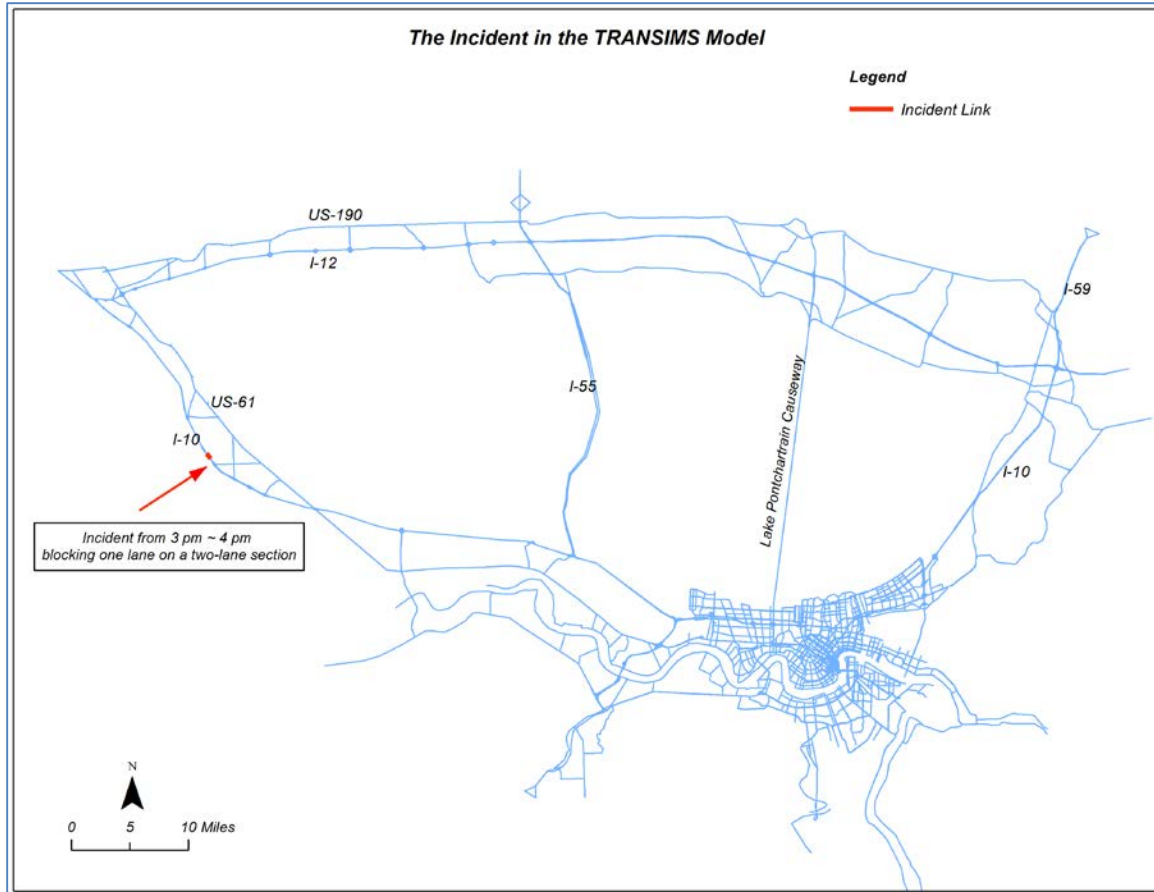 The Incident in the TRANSIMS Model
Legend
Incident Link
US-190
I-12
I-59
I-55
Lake Pontchartrain Causeway
US-61
I-10
I-10
Incident from 3 pm ~ 4 pm
blocking one lane on a two-lane section
N
0 5 10 Miles